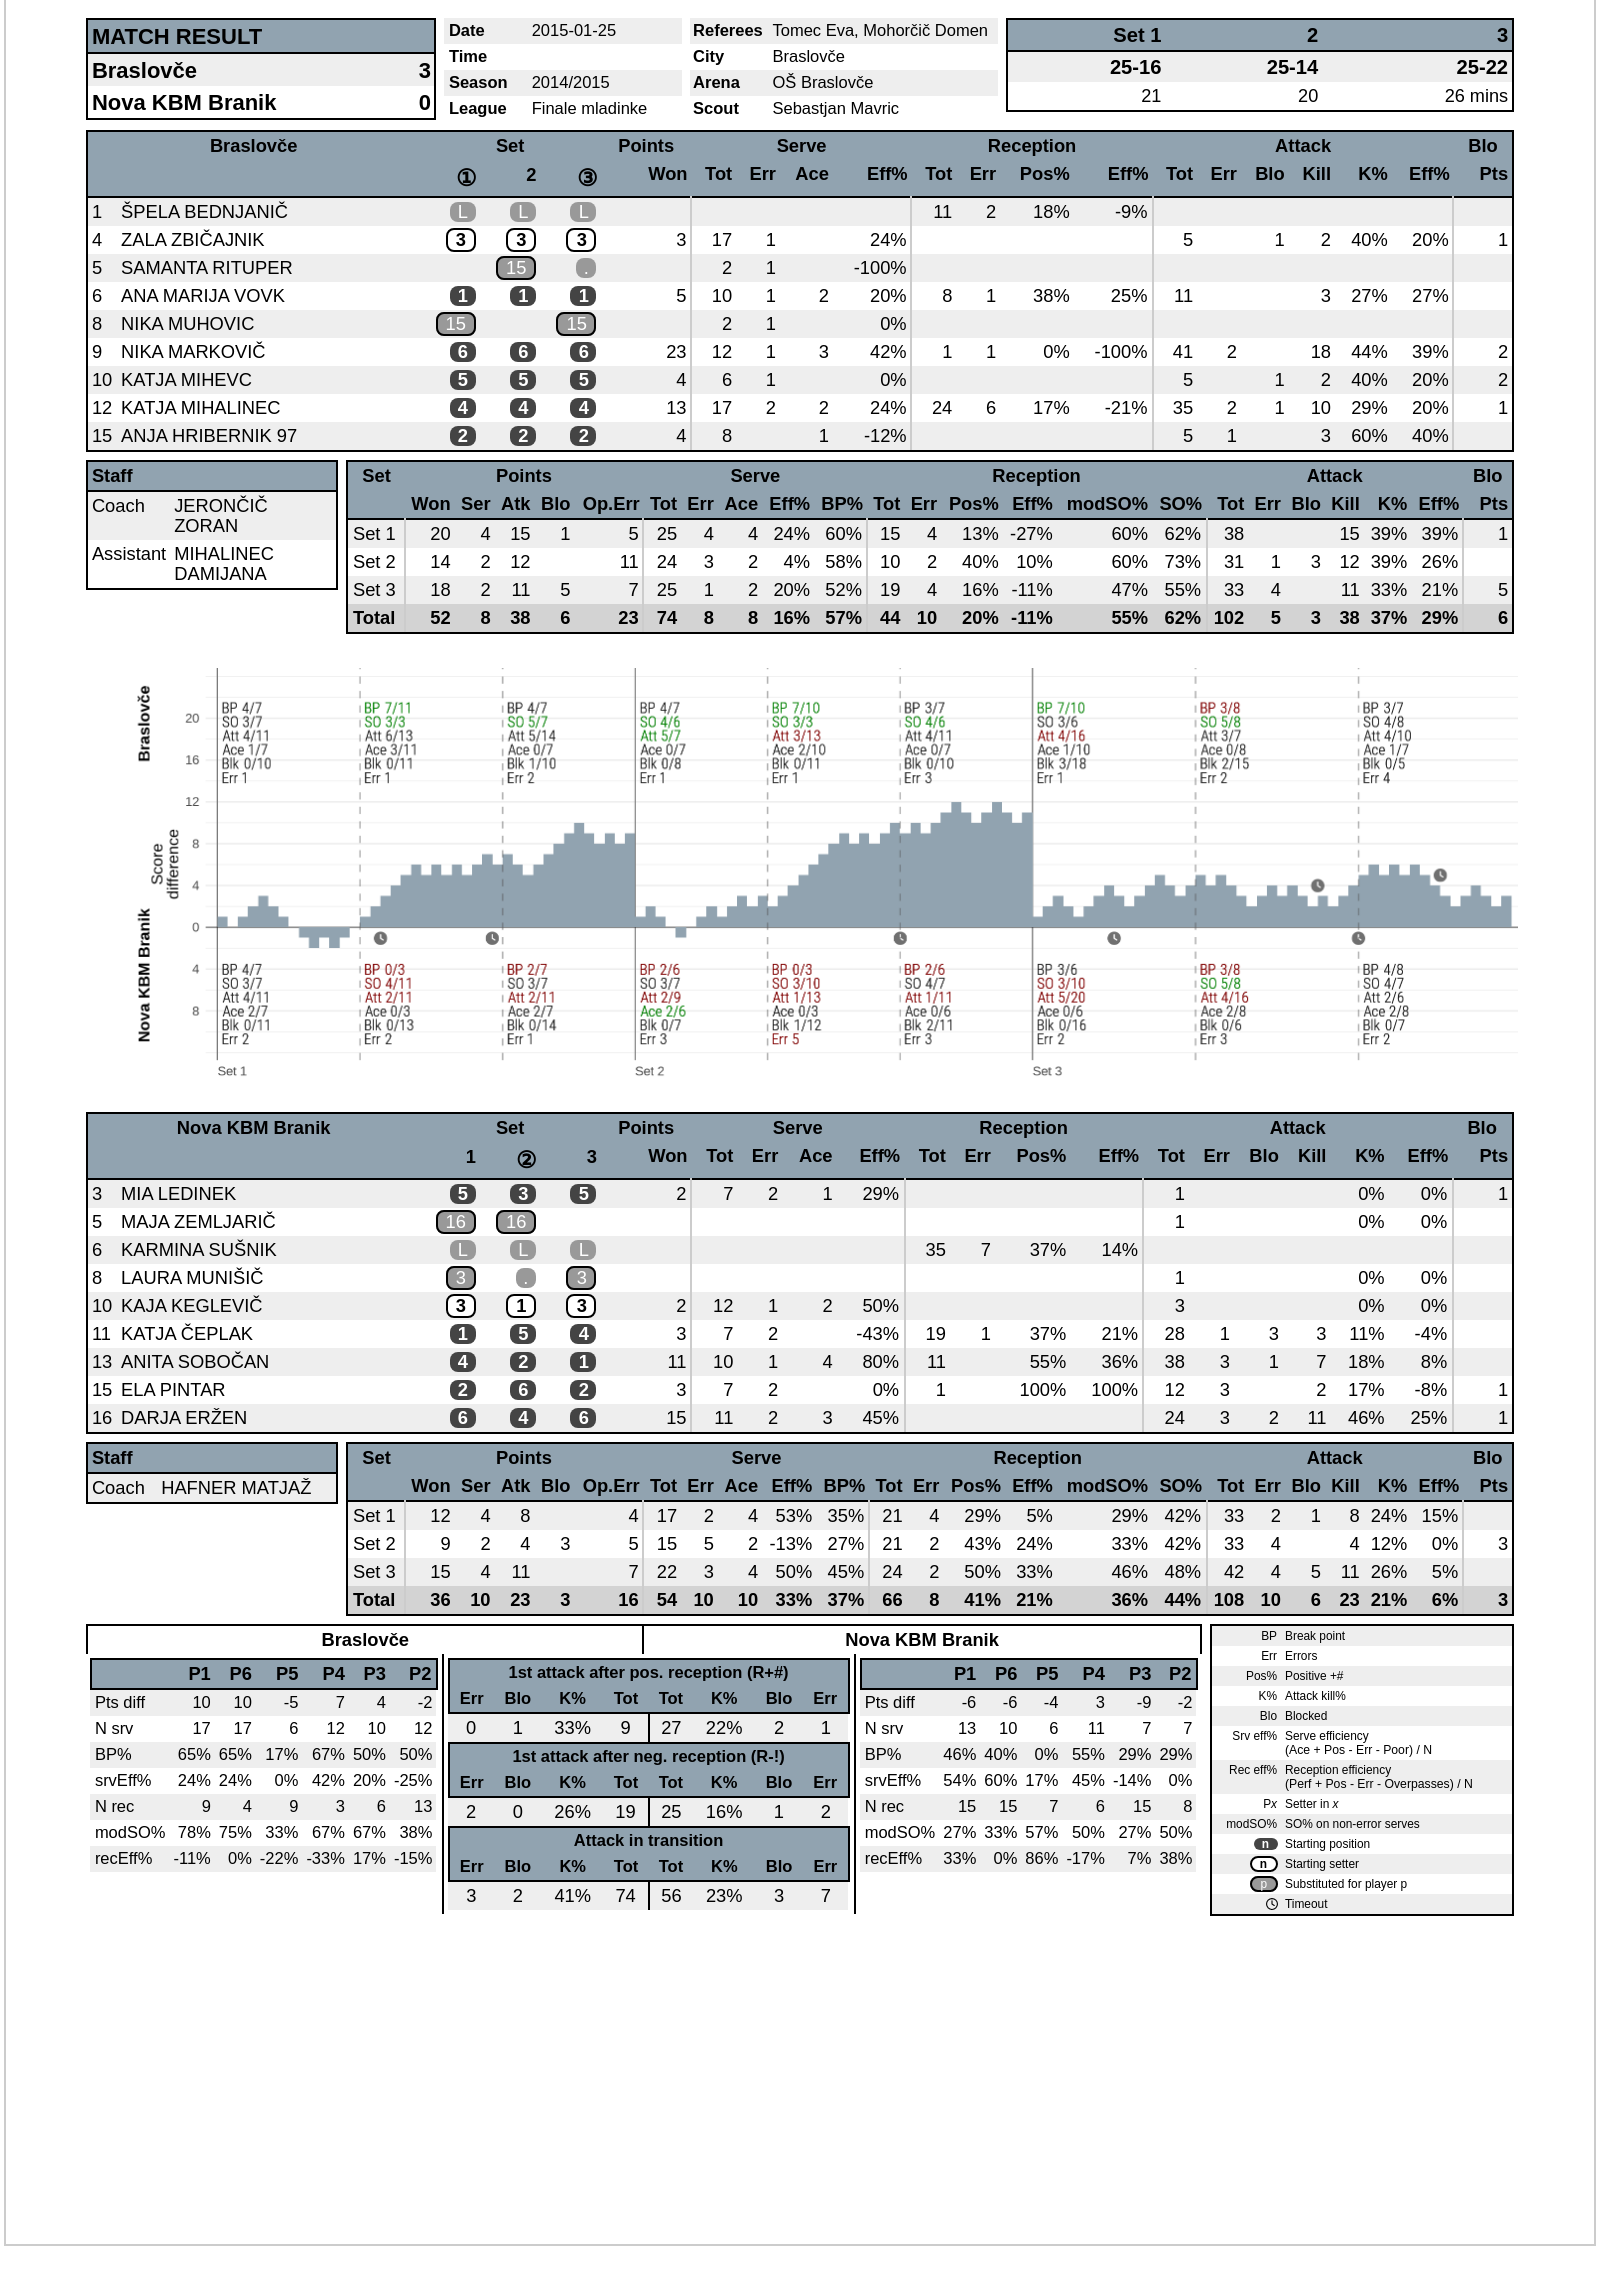 MATCH RESULT
Braslovče 3
Nova KBM Branik 0
Date 2015-01-25
Time
Season 2014/2015
League Finale mladinke
Referees Tomec Eva, Mohorčič Domen
City Braslovče
Arena OŠ Braslovče
Scout Sebastjan Mavric
Set 1 2 3
25-16 25-14 25-22
21 20 26 mins
Braslovče Set Points Serve Reception Attack Blo
① 2 ③ Won Tot Err Ace Eff% Tot Err Pos% Eff% Tot Err Blo Kill K% Eff% Pts
1 ŠPELA BEDNJANIČ L L L 11 2 18% -9%
4 ZALA ZBIČAJNIK 3 3 3 3 17 1 24% 5 1 2 40% 20% 1
5 SAMANTA RITUPER 15 . 2 1 -100%
6 ANA MARIJA VOVK 1 1 1 5 10 1 2 20% 8 1 38% 25% 11 3 27% 27%
8 NIKA MUHOVIC 15 15 2 1 0%
9 NIKA MARKOVIČ 6 6 6 23 12 1 3 42% 1 1 0% -100% 41 2 18 44% 39% 2
10 KATJA MIHEVC 5 5 5 4 6 1 0% 5 1 2 40% 20% 2
12 KATJA MIHALINEC 4 4 4 13 17 2 2 24% 24 6 17% -21% 35 2 1 10 29% 20% 1
15 ANJA HRIBERNIK 97 2 2 2 4 8 1 -12% 5 1 3 60% 40%
Staff
Coach JERONČIČ
ZORAN
Assistant MIHALINEC
DAMIJANA
Set Points Serve Reception Attack Blo
Won Ser Atk Blo Op.Err Tot Err Ace Eff% BP% Tot Err Pos% Eff% modSO% SO% Tot Err Blo Kill K% Eff% Pts
Set 1 20 4 15 1 5 25 4 4 24% 60% 15 4 13% -27% 60% 62% 38 15 39% 39% 1
Set 2 14 2 12 11 24 3 2 4% 58% 10 2 40% 10% 60% 73% 31 1 3 12 39% 26%
Set 3 18 2 11 5 7 25 1 2 20% 52% 19 4 16% -11% 47% 55% 33 4 11 33% 21% 5
Total 52 8 38 6 23 74 8 8 16% 57% 44 10 20% -11% 55% 62% 102 5 3 38 37% 29% 6
Braslovče
Score
difference
Nova KBM Branik
20
16
12
8
4
0
4
8
BP 4/7 BP 7/11 BP 4/7 BP 4/7 BP 7/10 BP 3/7 BP 7/10 BP 3/8 BP 3/7
SO 3/7 SO 3/3 SO 5/7 SO 4/6 SO 3/3 SO 4/6 SO 3/6 SO 5/8 SO 4/8
Att 4/11 Att 6/13 Att 5/14 Att 5/7 Att 3/13 Att 4/11 Att 4/16 Att 3/7 Att 4/10
Ace 1/7 Ace 3/11 Ace 0/7 Ace 0/7 Ace 2/10 Ace 0/7 Ace 1/10 Ace 0/8 Ace 1/7
Blk 0/10 Blk 0/11 Blk 1/10 Blk 0/8 Blk 0/11 Blk 0/10 Blk 3/18 Blk 2/15 Blk 0/5
Err 1 Err 1 Err 2 Err 1 Err 1 Err 3 Err 1 Err 2 Err 4
BP 4/7 BP 0/3 BP 2/7 BP 2/6 BP 0/3 BP 2/6 BP 3/6 BP 3/8 BP 4/8
SO 3/7 SO 4/11 SO 3/7 SO 3/7 SO 3/10 SO 4/7 SO 3/10 SO 5/8 SO 4/7
Att 4/11 Att 2/11 Att 2/11 Att 2/9 Att 1/13 Att 1/11 Att 5/20 Att 4/16 Att 2/6
Ace 2/7 Ace 0/3 Ace 2/7 Ace 2/6 Ace 0/3 Ace 0/6 Ace 0/6 Ace 2/8 Ace 2/8
Blk 0/11 Blk 0/13 Blk 0/14 Blk 0/7 Blk 1/12 Blk 2/11 Blk 0/16 Blk 0/6 Blk 0/7
Err 2 Err 2 Err 1 Err 3 Err 5 Err 3 Err 2 Err 3 Err 2
Set 1 Set 2 Set 3
Nova KBM Branik Set Points Serve Reception Attack Blo
1 ② 3 Won Tot Err Ace Eff% Tot Err Pos% Eff% Tot Err Blo Kill K% Eff% Pts
3 MIA LEDINEK 5 3 5 2 7 2 1 29% 1 0% 0% 1
5 MAJA ZEMLJARIČ 16 16 1 0% 0%
6 KARMINA SUŠNIK L L L 35 7 37% 14%
8 LAURA MUNIŠIČ 3 . 3 1 0% 0%
10 KAJA KEGLEVIČ 3 1 3 2 12 1 2 50% 3 0% 0%
11 KATJA ČEPLAK 1 5 4 3 7 2 -43% 19 1 37% 21% 28 1 3 3 11% -4%
13 ANITA SOBOČAN 4 2 1 11 10 1 4 80% 11 55% 36% 38 3 1 7 18% 8%
15 ELA PINTAR 2 6 2 3 7 2 0% 1 100% 100% 12 3 2 17% -8% 1
16 DARJA ERŽEN 6 4 6 15 11 2 3 45% 24 3 2 11 46% 25% 1
Staff
Coach HAFNER MATJAŽ
Set Points Serve Reception Attack Blo
Won Ser Atk Blo Op.Err Tot Err Ace Eff% BP% Tot Err Pos% Eff% modSO% SO% Tot Err Blo Kill K% Eff% Pts
Set 1 12 4 8 4 17 2 4 53% 35% 21 4 29% 5% 29% 42% 33 2 1 8 24% 15%
Set 2 9 2 4 3 5 15 5 2 -13% 27% 21 2 43% 24% 33% 42% 33 4 4 12% 0% 3
Set 3 15 4 11 7 22 3 4 50% 45% 24 2 50% 33% 46% 48% 42 4 5 11 26% 5%
Total 36 10 23 3 16 54 10 10 33% 37% 66 8 41% 21% 36% 44% 108 10 6 23 21% 6% 3
Braslovče Nova KBM Branik
P1 P6 P5 P4 P3 P2
Pts diff 10 10 -5 7 4 -2
N srv 17 17 6 12 10 12
BP% 65% 65% 17% 67% 50% 50%
srvEff% 24% 24% 0% 42% 20% -25%
N rec 9 4 9 3 6 13
modSO% 78% 75% 33% 67% 67% 38%
recEff% -11% 0% -22% -33% 17% -15%
1st attack after pos. reception (R+#)
Err Blo K% Tot Tot K% Blo Err
0 1 33% 9 27 22% 2 1
1st attack after neg. reception (R-!)
Err Blo K% Tot Tot K% Blo Err
2 0 26% 19 25 16% 1 2
Attack in transition
Err Blo K% Tot Tot K% Blo Err
3 2 41% 74 56 23% 3 7
P1 P6 P5 P4 P3 P2
Pts diff -6 -6 -4 3 -9 -2
N srv 13 10 6 11 7 7
BP% 46% 40% 0% 55% 29% 29%
srvEff% 54% 60% 17% 45% -14% 0%
N rec 15 15 7 6 15 8
modSO% 27% 33% 57% 50% 27% 50%
recEff% 33% 0% 86% -17% 7% 38%
BP Break point
Err Errors
Pos% Positive +#
K% Attack kill%
Blo Blocked
Srv eff% Serve efficiency
(Ace + Pos - Err - Poor) / N
Rec eff% Reception efficiency
(Perf + Pos - Err - Overpasses) / N
Px Setter in x
modSO% SO% on non-error serves
n Starting position
n Starting setter
p Substituted for player p
Timeout